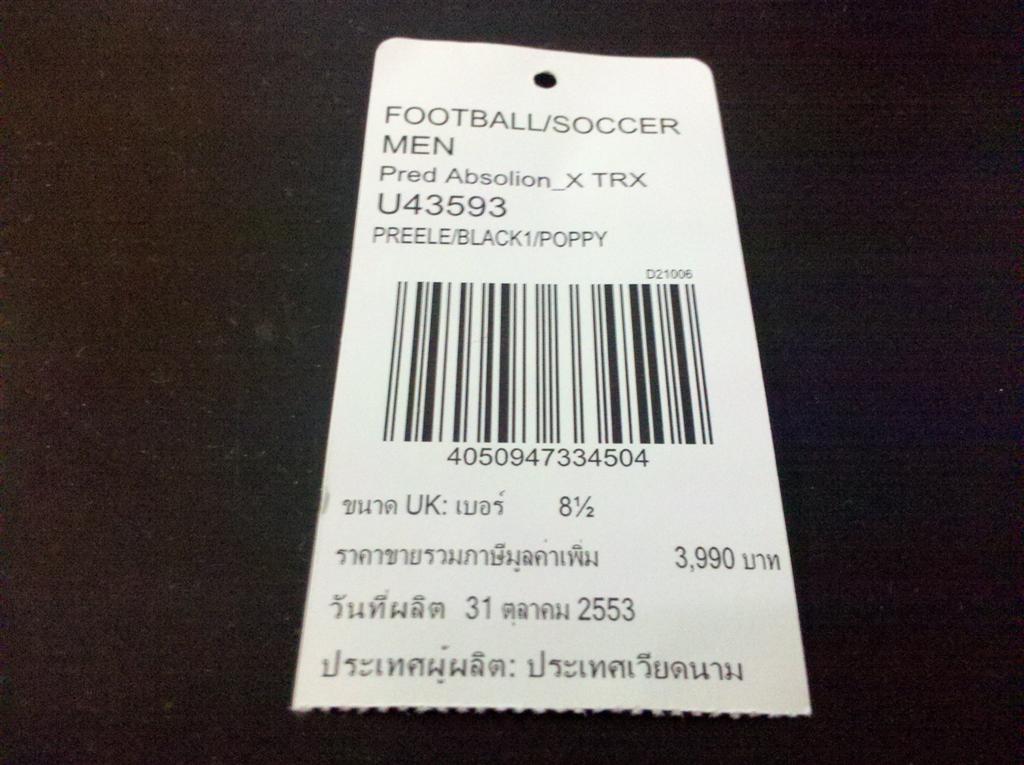 FOOTBALL/SOCCER
MEN
Pred Absolion_X TRX
U43593
PREELE/BLACK1/POPPY
D21006
4050947334504
ขนาด UK: เบอร์ 8½
ราคาขายรวมภาษีมูลค่าเพิ่ม 3,990 บาท
วันที่ผลิต 31 ตุลาคม 2553
ประเทศผู้ผลิต: ประเทศเวียดนาม